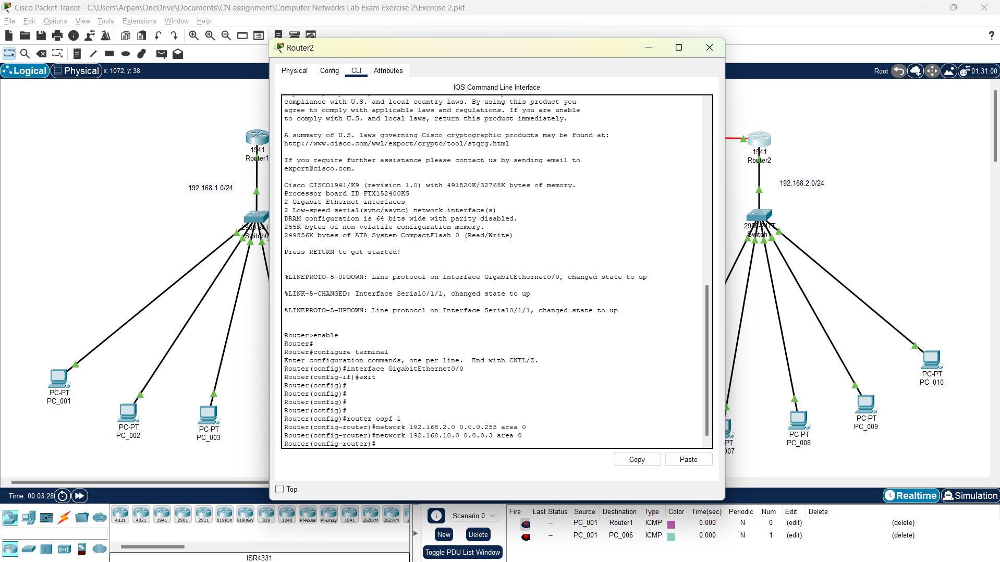 Cisco Packet Tracer - C:\Users\Arpan\OneDrive\Documents\CN assignment\Computer Networks Lab Exam Exercise 2\Exercise 2.pkt
File Edit Options View Tools Extensions Window Help
Logical Physical x: 1072, y: 38
Root 01:31:00
Router2
Physical Config CLI Attributes
IOS Command Line Interface
compliance with U.S. and local country laws. By using this product you
agree to comply with applicable laws and regulations. If you are unable
to comply with U.S. and local laws, return this product immediately.
A summary of U.S. laws governing Cisco cryptographic products may be found at:
http://www.cisco.com/wwl/export/crypto/tool/stqrg.html
If you require further assistance please contact us by sending email to
export@cisco.com.
Cisco CISCO1941/K9 (revision 1.0) with 491520K/32768K bytes of memory.
Processor board ID FTX152400KS
2 Gigabit Ethernet interfaces
2 Low-speed serial(sync/async) network interface(s)
DRAM configuration is 64 bits wide with parity disabled.
255K bytes of non-volatile configuration memory.
249856K bytes of ATA System CompactFlash 0 (Read/Write)
Press RETURN to get started!
%LINEPROTO-5-UPDOWN: Line protocol on Interface GigabitEthernet0/0, changed state to up
%LINK-5-CHANGED: Interface Serial0/1/1, changed state to up
%LINEPROTO-5-UPDOWN: Line protocol on Interface Serial0/1/1, changed state to up
Router>enable
Router#
Router#configure terminal
Enter configuration commands, one per line. End with CNTL/Z.
Router(config)#interface GigabitEthernet0/0
Router(config-if)#exit
Router(config)#
Router(config)#
Router(config)#
Router(config)#
Router(config)#router ospf 1
Router(config-router)#network 192.168.2.0 0.0.0.255 area 0
Router(config-router)#network 192.168.10.0 0.0.0.3 area 0
Router(config-router)#
Copy Paste
Top
1941
Router1
192.168.1.0/24
2960-24T
Switch0
PC-PT
PC_001
PC-PT
PC_002
PC-PT
PC_003
1941
Router2
192.168.2.0/24
2960-24TT
Switch1
PT
007
PC-PT
PC_008
PC-PT
PC_009
PC-PT
PC_010
Time: 00:03:28
Realtime Simulation
4331 4321 1941 2901 2911 819IOX 819HGW 829 1240 PT-Router PT-Empty 1841 2620XM 2621XM 2
ISR4331
Scenario 0
New Delete
Toggle PDU List Window
Fire Last Status Source Destination Type Color Time(sec) Periodic Num Edit Delete
-- PC_001 Router1 ICMP 0.000 N 0 (edit) (delete)
-- PC_001 PC_006 ICMP 0.000 N 1 (edit) (delete)